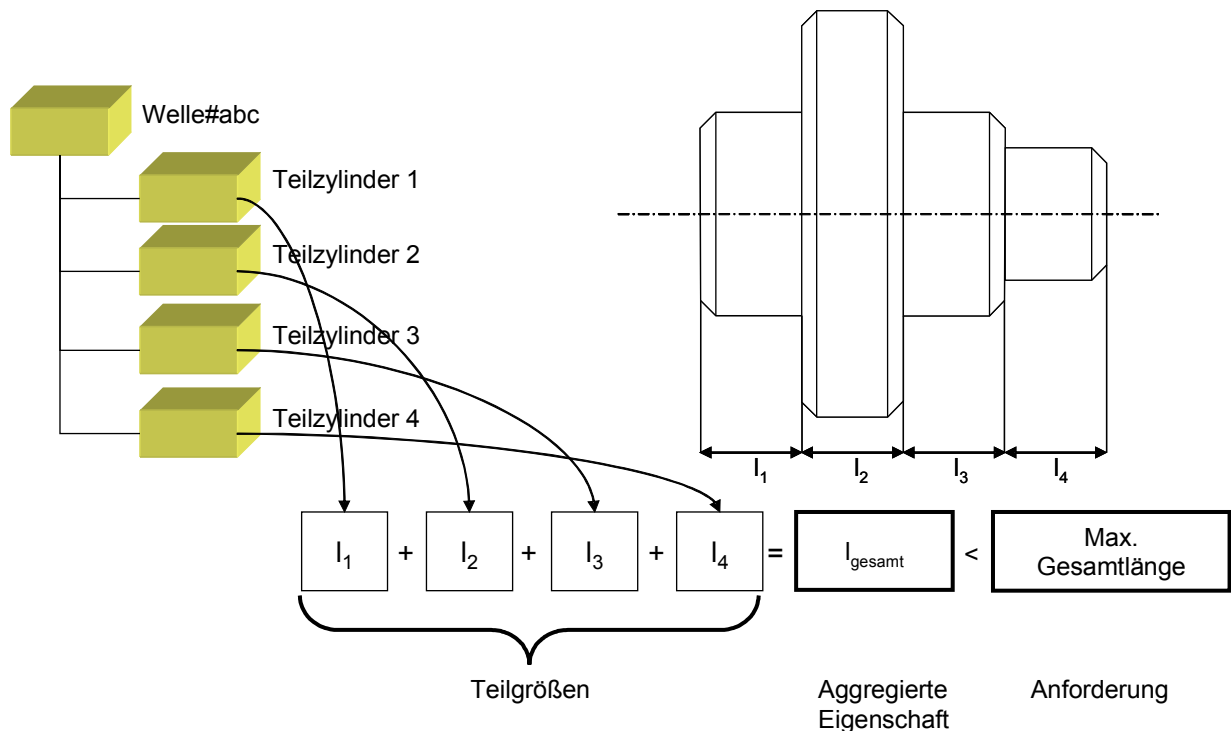 Welle#abc
Teilzylinder 1
Teilzylinder 2
Teilzylinder 3
Teilzylinder 4
l₁ l₂ l₃ l₄
l₁ + l₂ + l₃ + l₄ = l_gesamt < Max.
Gesamtlänge
Teilgrößen
Aggregierte
Eigenschaft
Anforderung